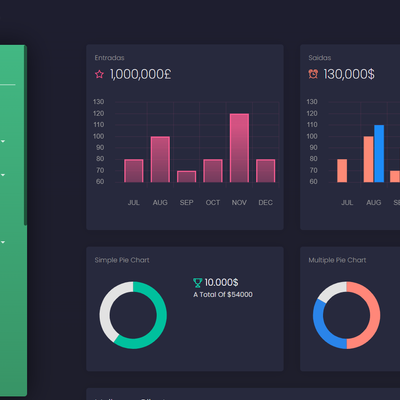 Entradas
1,000,000£
130
120
110
100
90
80
70
60
JUL AUG SEP OCT NOV DEC
Saidas
130,000$
130
120
110
100
90
80
70
60
JUL AUG
Simple Pie Chart
10.000$
A Total Of $54000
Multiple Pie Chart